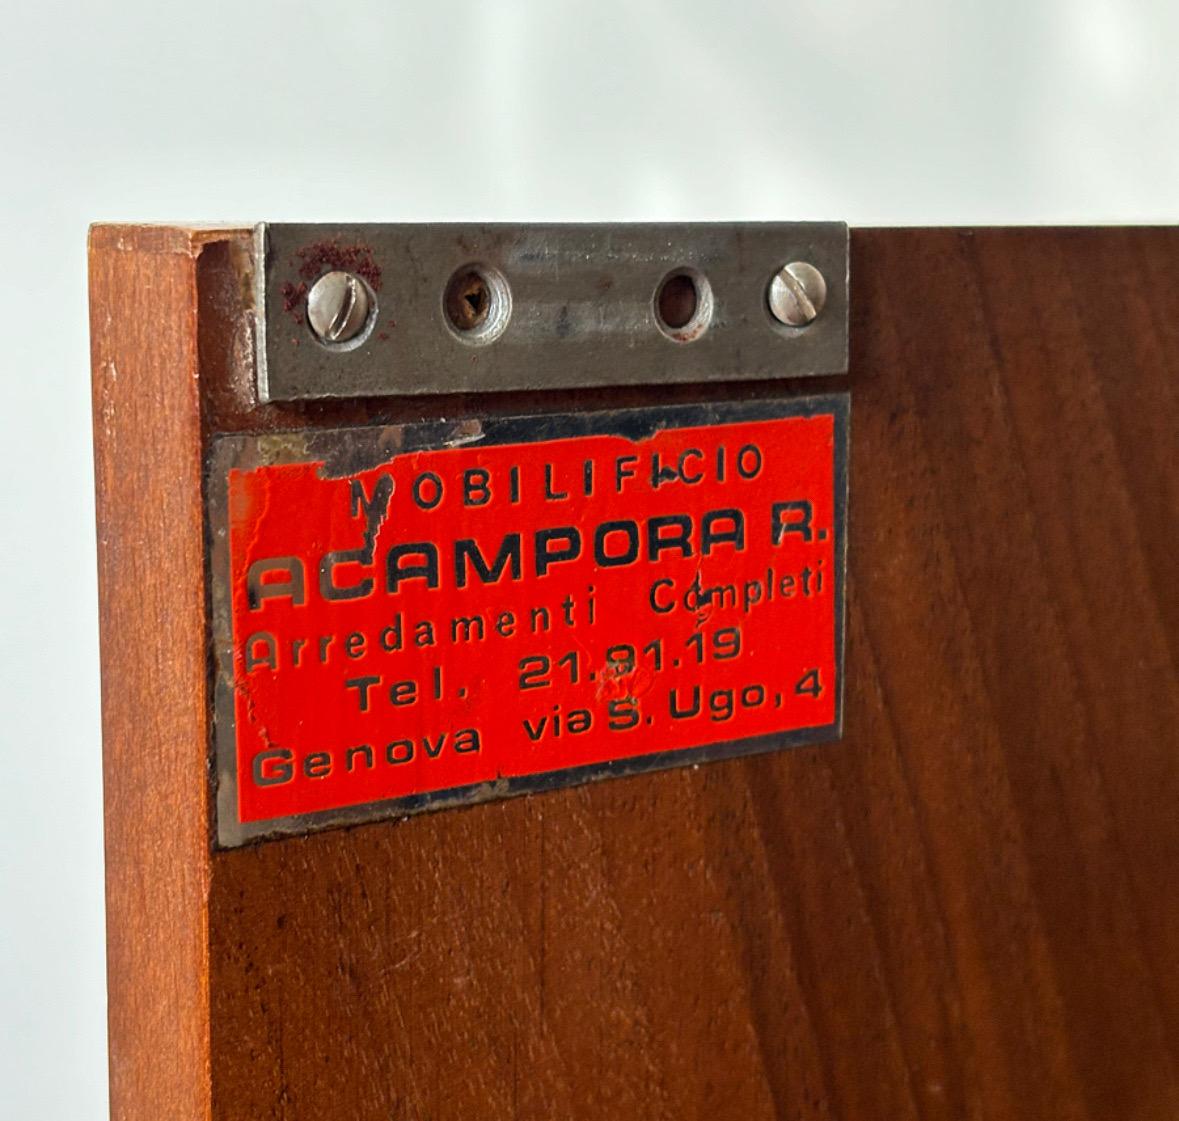 MOBILIFICIO
ACAMPORA R.
Arredamenti Completi
Tel. 21.91.19
Genova via S. Ugo, 4